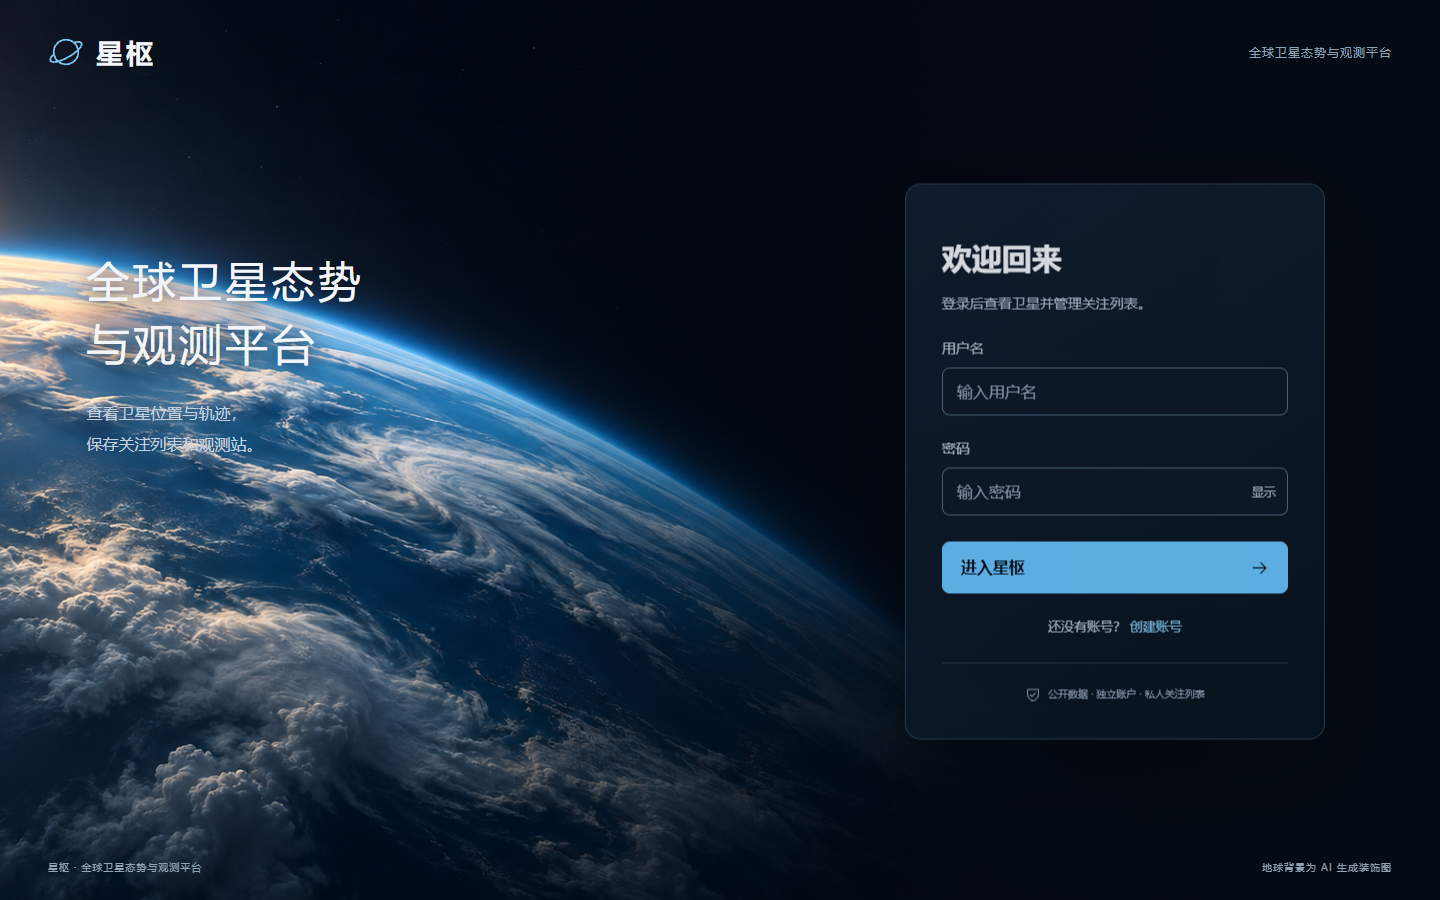 星枢
全球卫星态势与观测平台
全球卫星态势
与观测平台
查看卫星位置与轨迹，
保存关注列表和观测站。
欢迎回来
登录后查看卫星并管理关注列表。
用户名
输入用户名
密码
输入密码
显示
进入星枢 →
还没有账号？ 创建账号
公开数据 · 独立账户 · 私人关注列表
星枢 · 全球卫星态势与观测平台
地球背景为 AI 生成装饰图